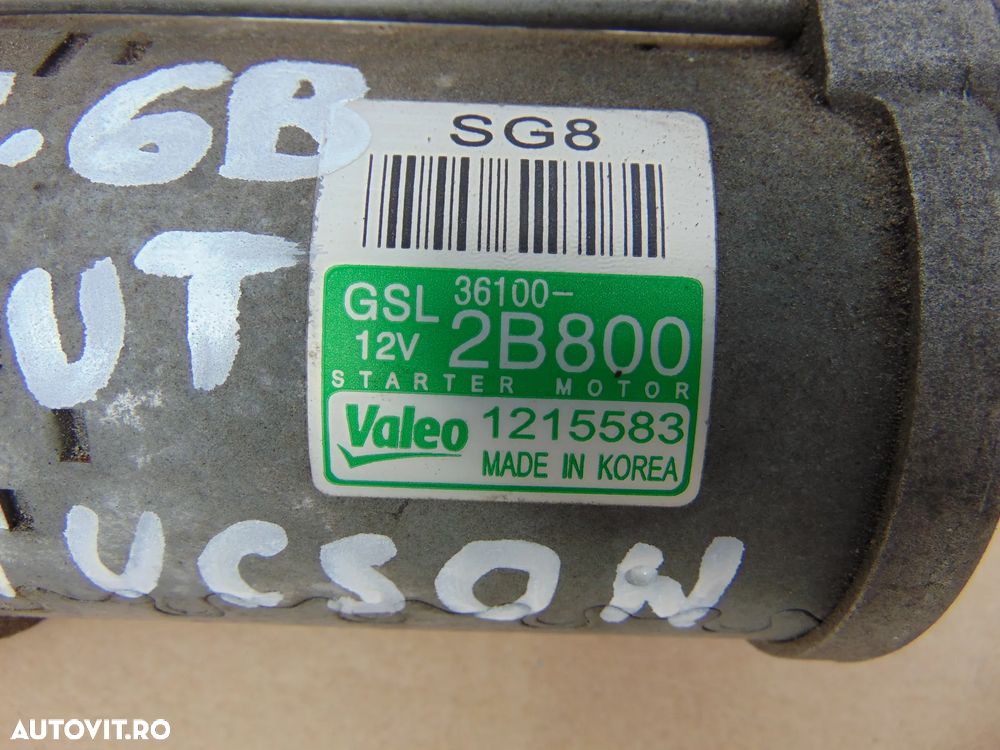 .6B
UT
UCSON
SG8
GSL 36100-
12V 2B800
STARTER MOTOR
Valeo 1215583
MADE IN KOREA
AUTOVIT.RO